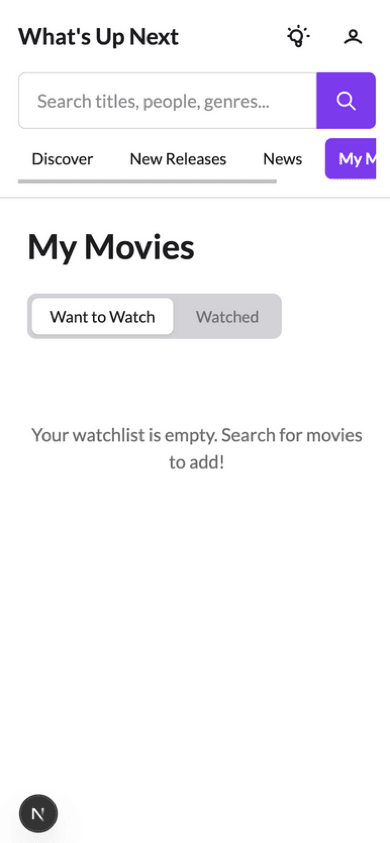 What's Up Next
Search titles, people, genres...
Discover New Releases News My M
My Movies
Want to Watch Watched
Your watchlist is empty. Search for movies
to add!
N